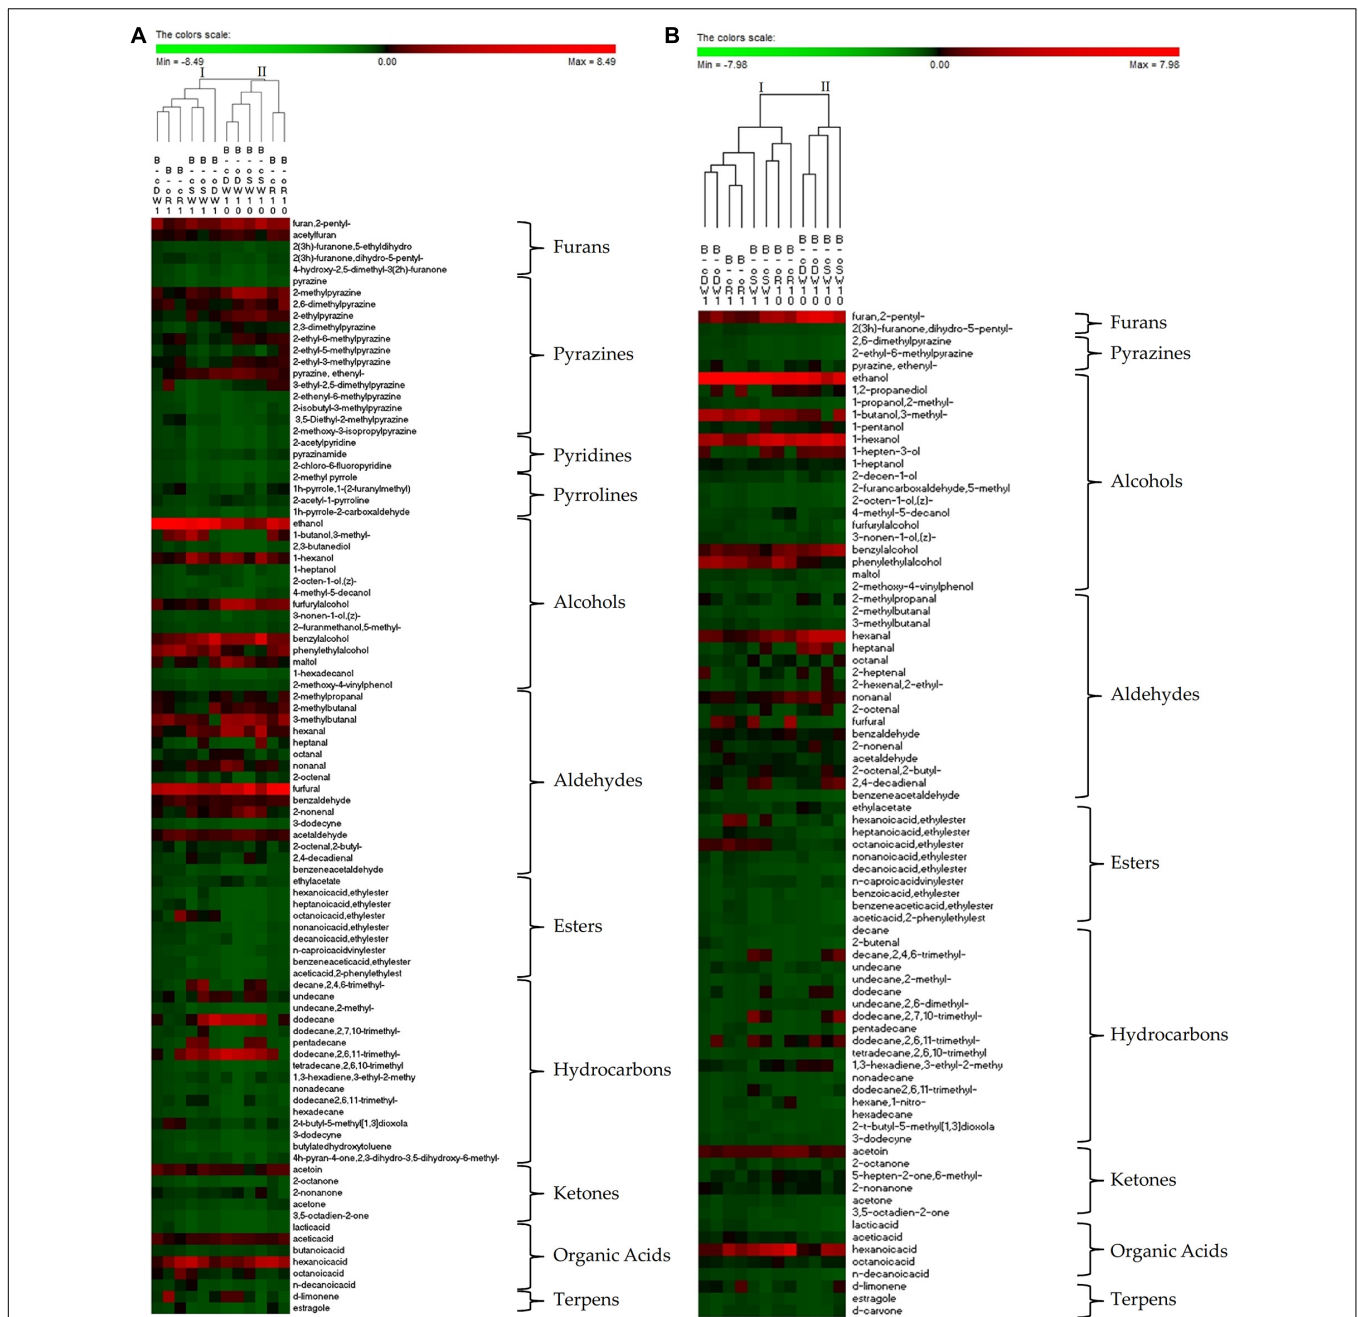 A
The colors scale:
Min = -8.49 0.00 Max = 8.49
I II
B-cDW1
B-oR1
B-cR1
B-cSW1
B-oSW1
B-oDW1
B-cDW10
B-oDW10
B-oSW10
B-cSW10
B-cR10
B-oR10
furan,2-pentyl-
acetylfuran
2(3h)-furanone,5-ethyldihydro
2(3h)-furanone,dihydro-5-pentyl-
4-hydroxy-2,5-dimethyl-3(2h)-furanone
Furans
pyrazine
2-methylpyrazine
2,6-dimethylpyrazine
2-ethylpyrazine
2,3-dimethylpyrazine
2-ethyl-6-methylpyrazine
2-ethyl-5-methylpyrazine
2-ethyl-3-methylpyrazine
pyrazine, ethenyl-
3-ethyl-2,5-dimethylpyrazine
2-ethenyl-6-methylpyrazine
2-isobutyl-3-methylpyrazine
3,5-Diethyl-2-methylpyrazine
2-methoxy-3-isopropylpyrazine
Pyrazines
2-acetylpyridine
pyrazinamide
2-chloro-6-fluoropyridine
Pyridines
2-methyl pyrrole
1h-pyrrole,1-(2-furanylmethyl)
2-acetyl-1-pyrroline
1h-pyrrole-2-carboxaldehyde
Pyrrolines
ethanol
1-butanol,3-methyl-
2,3-butanediol
1-hexanol
1-heptanol
2-octen-1-ol,(z)-
4-methyl-5-decanol
furfurylalcohol
3-nonen-1-ol,(z)-
2--furanmethanol,5-methyl-
benzylalcohol
phenylethylalcohol
maltol
1-hexadecanol
2-methoxy-4-vinylphenol
Alcohols
2-methylpropanal
2-methylbutanal
3-methylbutanal
hexanal
heptanal
octanal
nonanal
2-octenal
furfural
benzaldehyde
2-nonenal
3-dodecyne
acetaldehyde
2-octenal,2-butyl-
2,4-decadienal
benzeneacetaldehyde
Aldehydes
ethylacetate
hexanoicacid,ethylester
heptanoicacid,ethylester
octanoicacid,ethylester
nonanoicacid,ethylester
decanoicacid,ethylester
n-caproicacidvinylester
benzeneaceticacid,ethylester
aceticacid,2-phenylethylest
Esters
decane,2,4,6-trimethyl-
undecane
undecane,2-methyl-
dodecane
dodecane,2,7,10-trimethyl-
pentadecane
dodecane,2,6,11-trimethyl-
tetradecane,2,6,10-trimethyl
1,3-hexadiene,3-ethyl-2-methy
nonadecane
dodecane2,6,11-trimethyl-
hexadecane
2-t-butyl-5-methyl[1,3]dioxola
3-dodecyne
butylatedhydroxytoluene
4h-pyran-4-one,2,3-dihydro-3,5-dihydroxy-6-methyl-
Hydrocarbons
acetoin
2-octanone
2-nonanone
acetone
3,5-octadien-2-one
Ketones
lacticacid
aceticacid
butanoicacid
hexanoicacid
octanoicacid
n-decanoicacid
Organic Acids
d-limonene
estragole
Terpens
B
The colors scale:
Min = -7.98 0.00 Max = 7.98
I II
B-cDW1
B-oDW1
B-cR1
B-oR1
B-oSW1
B-cSW1
B-oR10
B-cR10
B-cDW10
B-oDW10
B-cSW10
B-oSW10
furan,2-pentyl-
2(3h)-furanone,dihydro-5-pentyl-
Furans
2,6-dimethylpyrazine
2-ethyl-6-methylpyrazine
pyrazine, ethenyl-
Pyrazines
ethanol
1,2-propanediol
1-propanol,2-methyl-
1-butanol,3-methyl-
1-pentanol
1-hexanol
1-hepten-3-ol
1-heptanol
2-decen-1-ol
2-furancarboxaldehyde,5-methyl
2-octen-1-ol,(z)-
4-methyl-5-decanol
furfurylalcohol
3-nonen-1-ol,(z)-
benzylalcohol
phenylethylalcohol
maltol
2-methoxy-4-vinylphenol
Alcohols
2-methylpropanal
2-methylbutanal
3-methylbutanal
hexanal
heptanal
octanal
2-heptenal
2-hexenal,2-ethyl-
nonanal
2-octenal
furfural
benzaldehyde
2-nonenal
acetaldehyde
2-octenal,2-butyl-
2,4-decadienal
benzeneacetaldehyde
Aldehydes
ethylacetate
hexanoicacid,ethylester
heptanoicacid,ethylester
octanoicacid,ethylester
nonanoicacid,ethylester
decanoicacid,ethylester
n-caproicacidvinylester
benzoicacid,ethylester
benzeneaceticacid,ethylester
aceticacid,2-phenylethylest
Esters
decane
2-butenal
decane,2,4,6-trimethyl-
undecane
undecane,2-methyl-
dodecane
undecane,2,6-dimethyl-
dodecane,2,7,10-trimethyl-
pentadecane
dodecane,2,6,11-trimethyl-
tetradecane,2,6,10-trimethyl
1,3-hexadiene,3-ethyl-2-methy
nonadecane
dodecane2,6,11-trimethyl-
hexane,1-nitro-
hexadecane
2-t-butyl-5-methyl[1,3]dioxola
3-dodecyne
Hydrocarbons
acetoin
2-octanone
5-hepten-2-one,6-methyl-
2-nonanone
acetone
3,5-octadien-2-one
Ketones
lacticacid
aceticacid
hexanoicacid
octanoicacid
n-decanoicacid
Organic Acids
d-limonene
estragole
d-carvone
Terpens